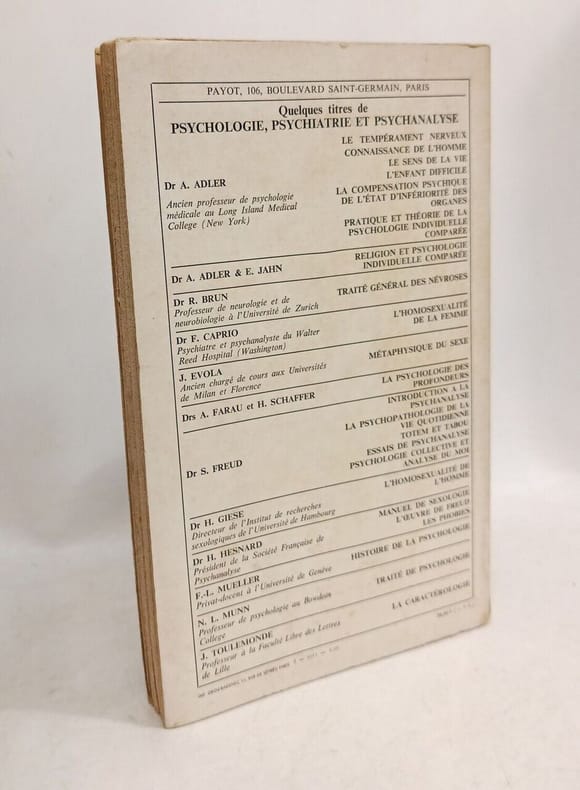 PAYOT, 106, BOULEVARD SAINT-GERMAIN, PARIS
Quelques titres de
PSYCHOLOGIE, PSYCHIATRIE ET PSYCHANALYSE
Dr A. ADLER
Ancien professeur de psychologie
médicale au Long Island Medical
College (New York)
LE TEMPÉRAMENT NERVEUX
CONNAISSANCE DE L'HOMME
LE SENS DE LA VIE
L'ENFANT DIFFICILE
LA COMPENSATION PSYCHIQUE
DE L'ÉTAT D'INFÉRIORITÉ DES
ORGANES
PRATIQUE ET THÉORIE DE LA
PSYCHOLOGIE INDIVIDUELLE
COMPARÉE
Dr A. ADLER & E. JAHN
RELIGION ET PSYCHOLOGIE
INDIVIDUELLE COMPARÉE
Dr R. BRUN
Professeur de neurologie et de
neurobiologie à l'Université de Zurich
TRAITÉ GÉNÉRAL DES NÉVROSES
Dr F. CAPRIO
Psychiatre et psychanalyste du Walter
Reed Hospital (Washington)
L'HOMOSEXUALITÉ
DE LA FEMME
J. EVOLA
Ancien chargé de cours aux Universités
de Milan et Florence
MÉTAPHYSIQUE DU SEXE
Drs A. FARAU et H. SCHAFFER
LA PSYCHOLOGIE DES
PROFONDEURS
Dr S. FREUD
INTRODUCTION A LA
PSYCHANALYSE
LA PSYCHOPATHOLOGIE DE LA
VIE QUOTIDIENNE
TOTEM ET TABOU
ESSAIS DE PSYCHANALYSE
PSYCHOLOGIE COLLECTIVE ET
ANALYSE DU MOI
Dr H. GIESE
Directeur de l'Institut de recherches
sexologiques de l'Université de Hambourg
L'HOMOSEXUALITÉ DE
L'HOMME
Dr H. HESNARD
Président de la Société Française de
Psychanalyse
MANUEL DE SEXOLOGIE
L'ŒUVRE DE FREUD
LES PHOBIES
F.-L. MUELLER
Privat-docent à l'Université de Genève
HISTOIRE DE LA PSYCHOLOGIE
N. L. MUNN
Professeur de psychologie au Bowdoin
College
TRAITÉ DE PSYCHOLOGIE
J. TOULEMONDE
Professeur à la Faculté Libre des Lettres
de Lille
LA CARACTÉROLOGIE